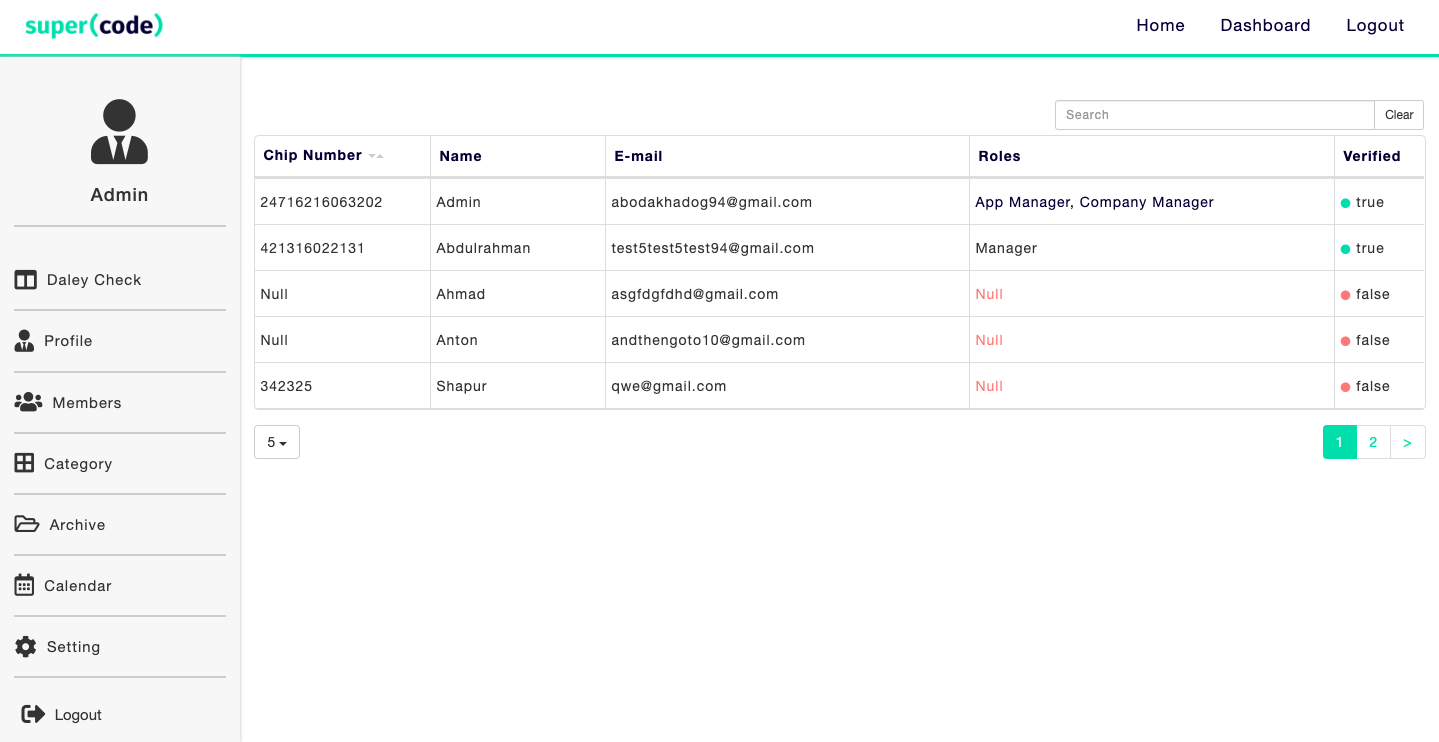 super(code)
Home Dashboard Logout
Admin
Daley Check
Profile
Members
Category
Archive
Calendar
Setting
Logout
Search Clear
Chip Number Name E-mail Roles Verified
24716216063202 Admin abodakhadog94@gmail.com App Manager, Company Manager true
421316022131 Abdulrahman test5test5test94@gmail.com Manager true
Null Ahmad asgfdgfdhd@gmail.com Null false
Null Anton andthengoto10@gmail.com Null false
342325 Shapur qwe@gmail.com Null false
5 1 2 >